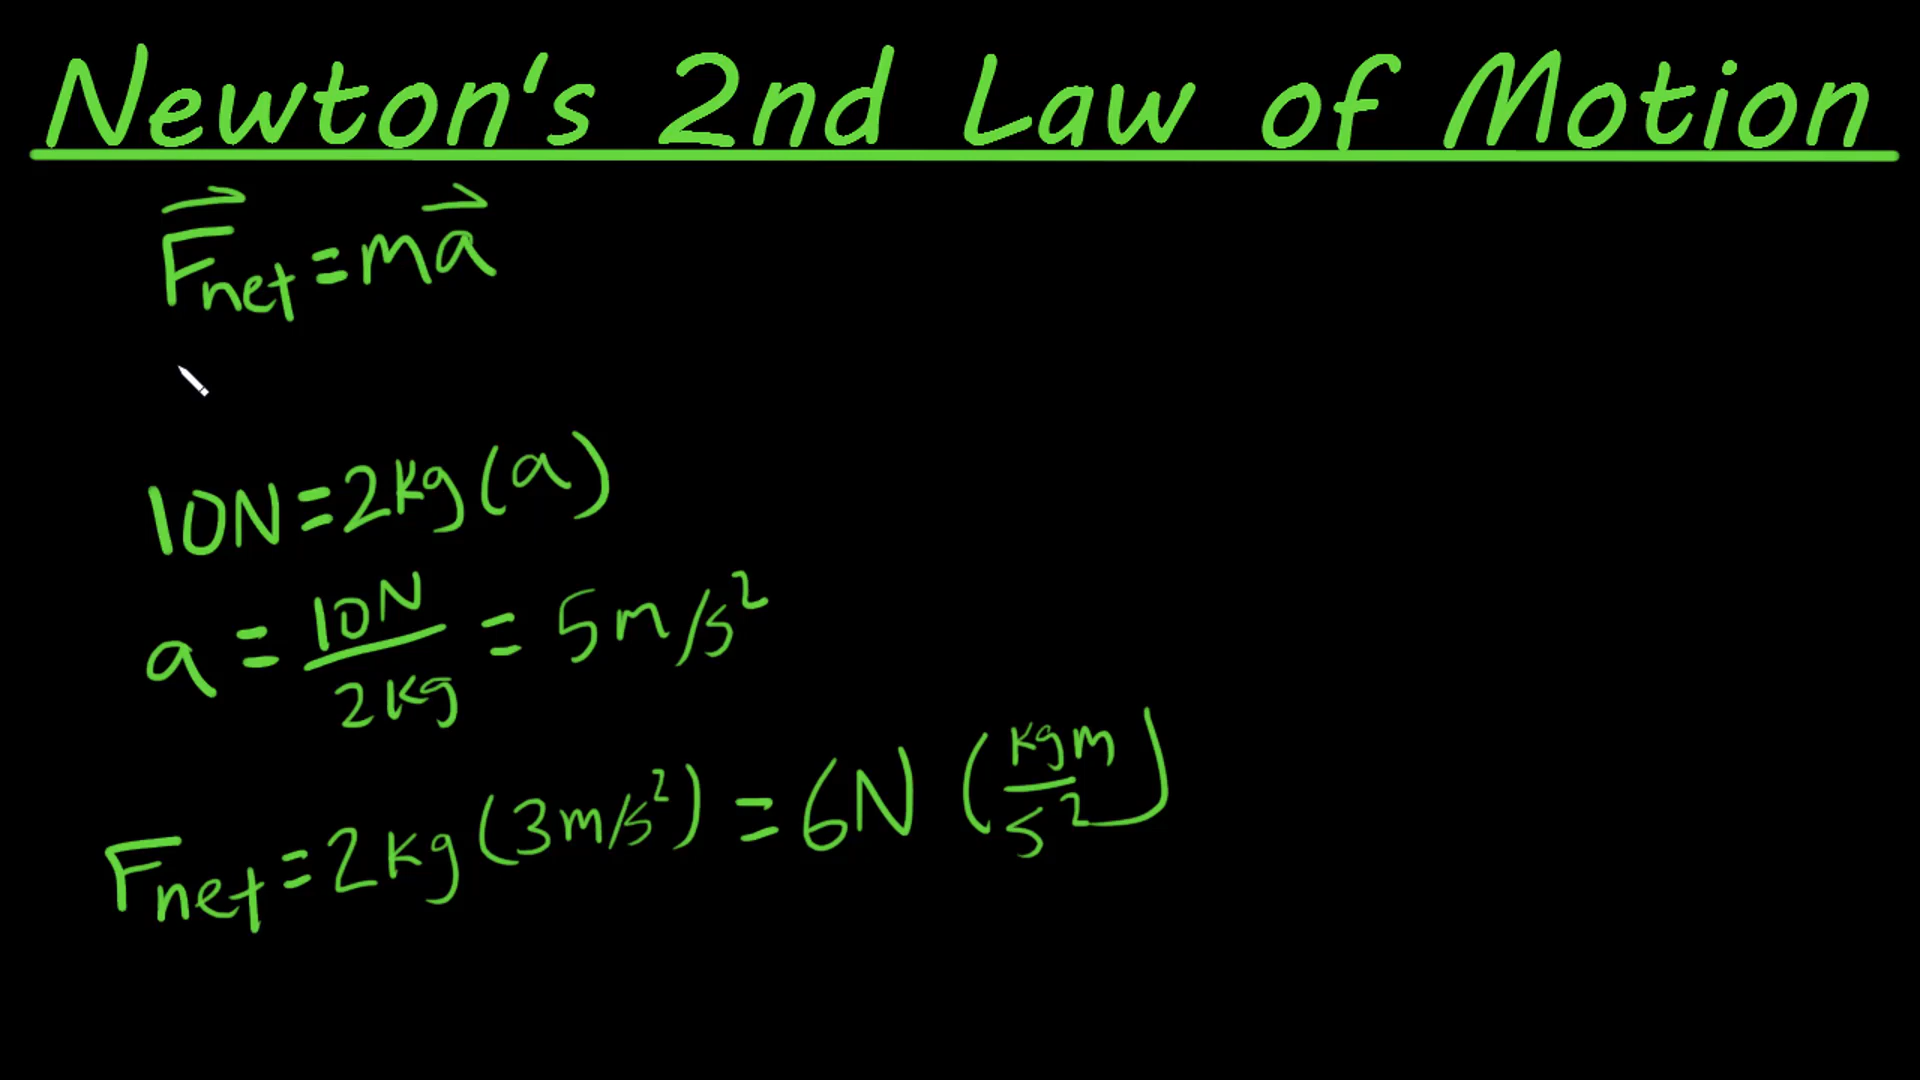 Newton's 2nd Law of Motion
F⃗net = ma⃗
10N = 2kg(a)
a = 10N/2kg = 5m/s²
Fnet = 2kg(3m/s²) = 6N (kgm/s²)